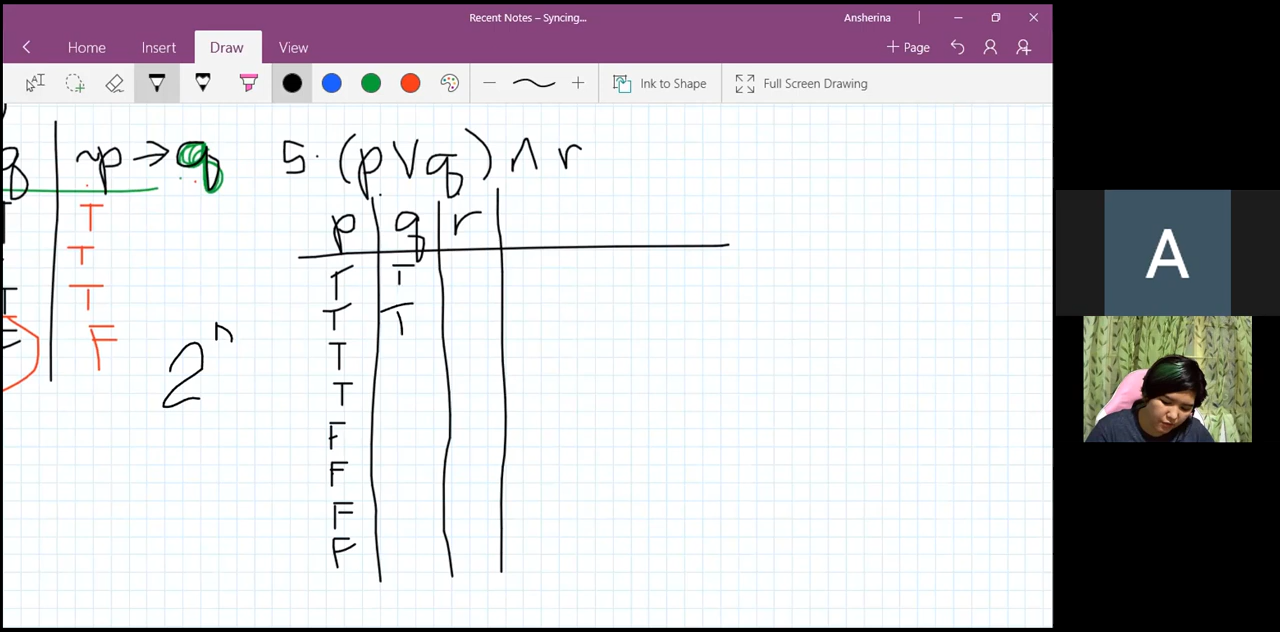 Recent Notes – Syncing...
Ansherina
Home Insert Draw View
Page
Ink to Shape
Full Screen Drawing
q ~p → q
T
T
T
T
F
F
2ⁿ
5. (p ∨ q) ∧ r
p q r
T T
T T
T
T
F
F
F
F
A